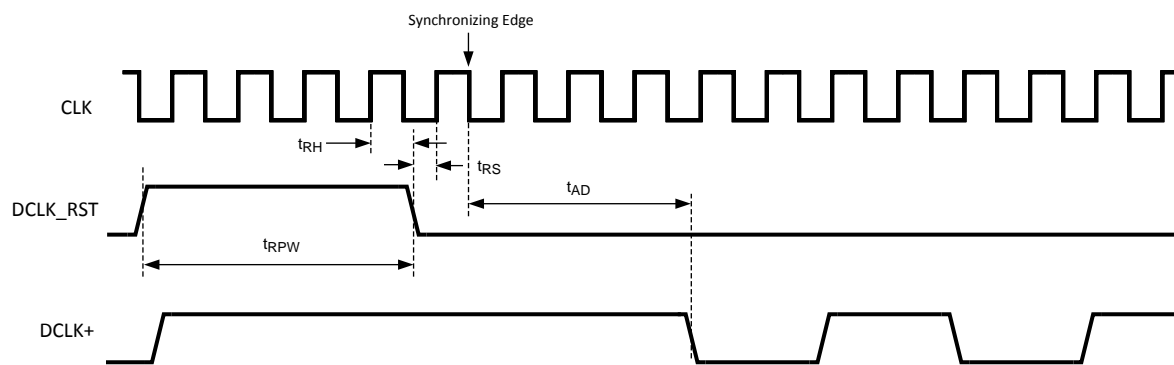 Synchronizing Edge
CLK
tRH
tRS
tAD
DCLK_RST
tRPW
DCLK+